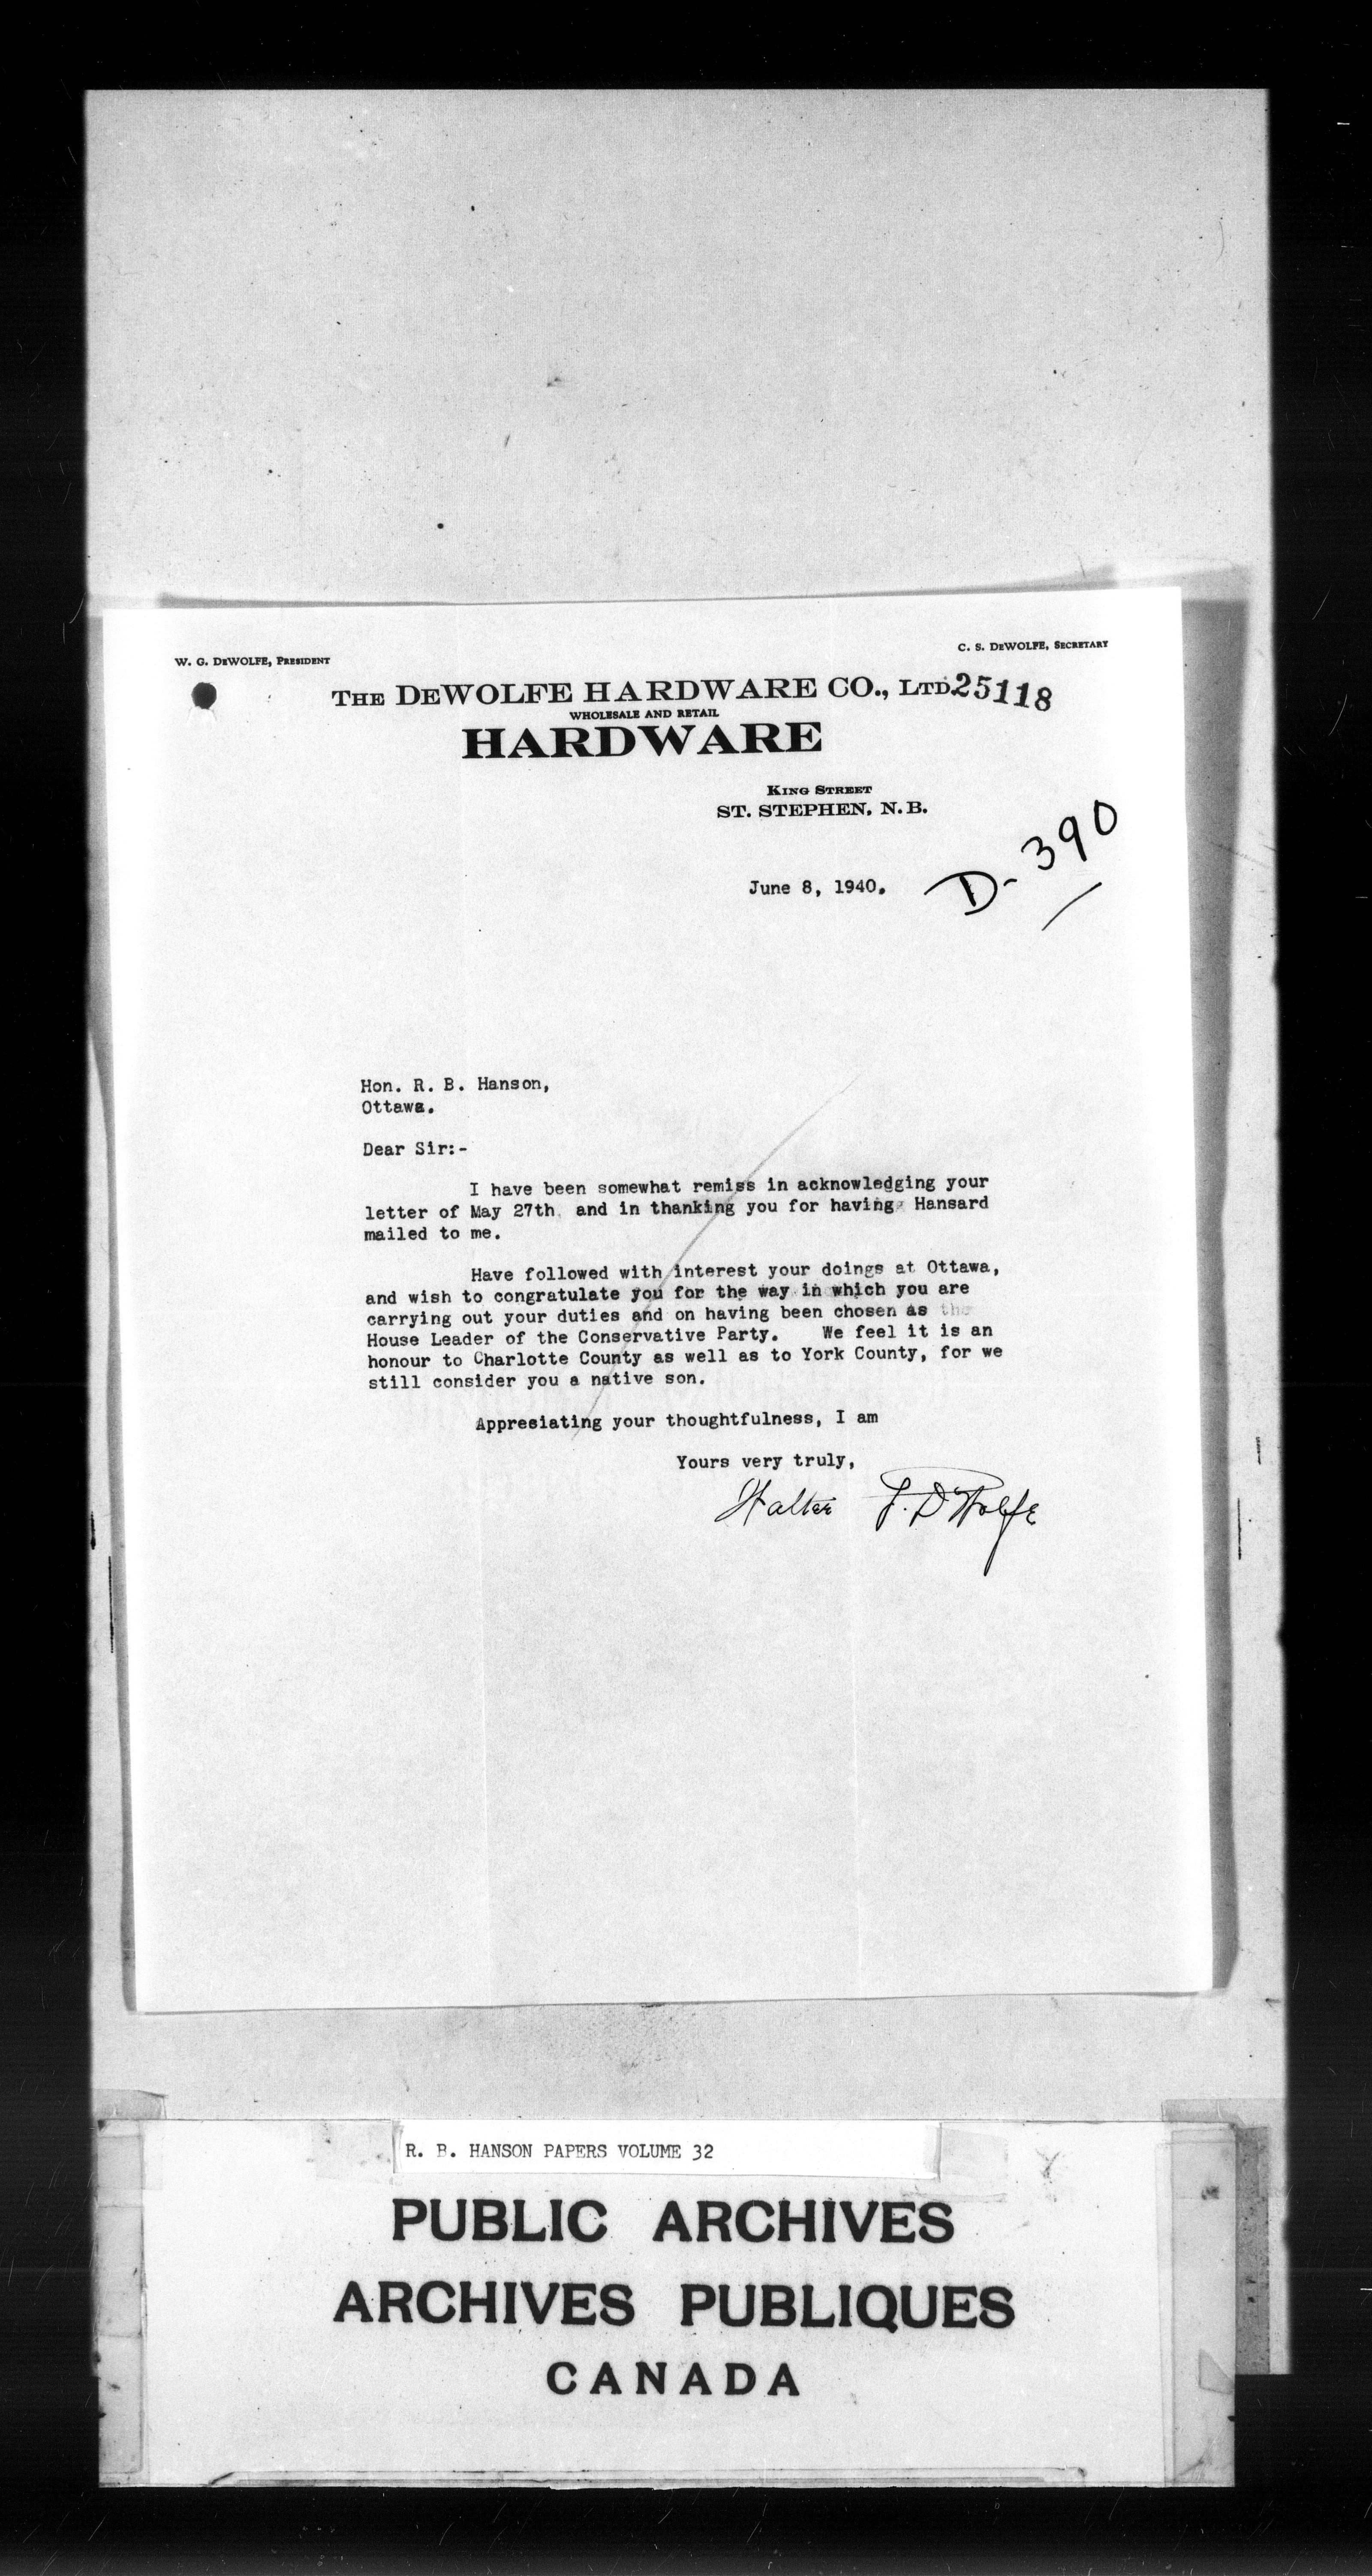 W. G. DEWOLFE, PRESIDENT
C. S. DEWOLFE, SECRETARY
THE DEWOLFE HARDWARE CO., LTD.
25118
WHOLESALE AND RETAIL
HARDWARE
KING STREET
ST. STEPHEN, N.B.
D-390
June 8, 1940.
Hon. R. B. Hanson,
Ottawa.
Dear Sir:-
I have been somewhat remiss in acknowledging your
letter of May 27th and in thanking you for having Hansard
mailed to me.
Have followed with interest your doings at Ottawa,
and wish to congratulate you for the way in which you are
carrying out your duties and on having been chosen as the
House Leader of the Conservative Party. We feel it is an
honour to Charlotte County as well as to York County, for we
still consider you a native son.
Appresiating your thoughtfulness, I am
Yours very truly,
Walter
R. B. HANSON PAPERS VOLUME 32
PUBLIC ARCHIVES
ARCHIVES PUBLIQUES
CANADA